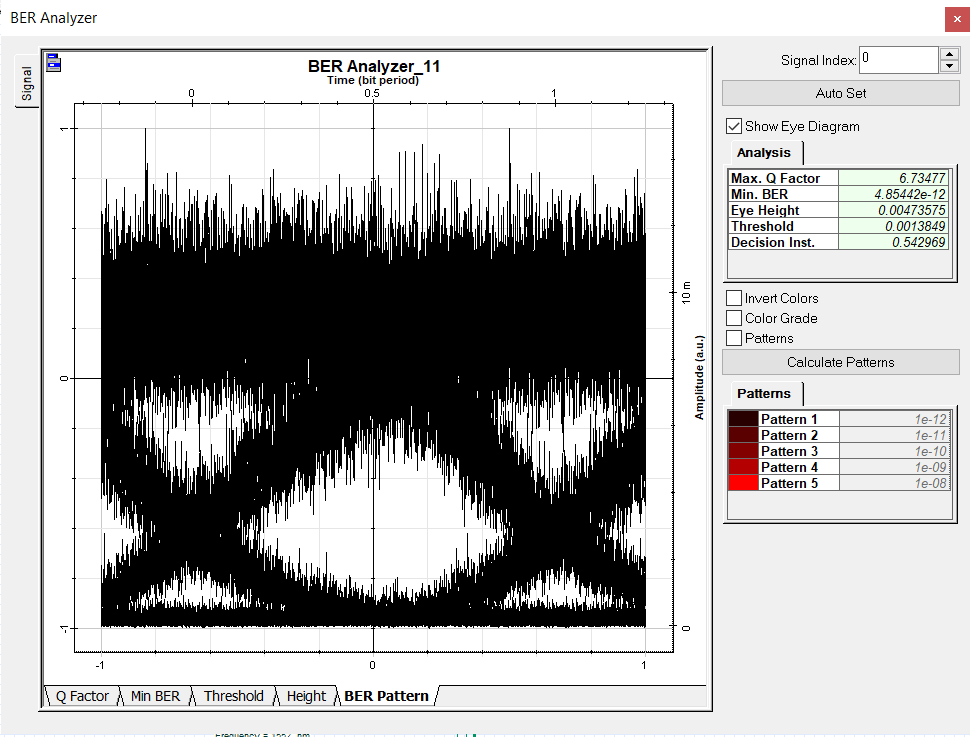 BER Analyzer
Signal
BER Analyzer_11
Time (bit period)
0 0.5 1
1
0
-1
10 m
0
Amplitude (a.u.)
-1 0 1
Q Factor Min BER Threshold Height BER Pattern
Signal Index: 0
Auto Set
Show Eye Diagram
Analysis
Max. Q Factor 6.73477
Min. BER 4.85442e-12
Eye Height 0.00473575
Threshold 0.0013849
Decision Inst. 0.542969
Invert Colors
Color Grade
Patterns
Calculate Patterns
Patterns
Pattern 1 1e-12
Pattern 2 1e-11
Pattern 3 1e-10
Pattern 4 1e-09
Pattern 5 1e-08